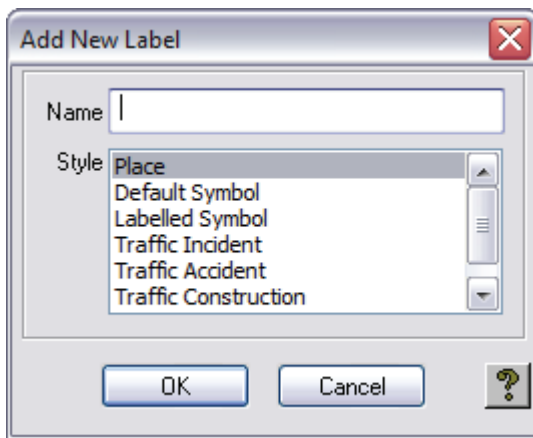 Add New Label
Name
Style Place
Default Symbol
Labelled Symbol
Traffic Incident
Traffic Accident
Traffic Construction
OK Cancel ?